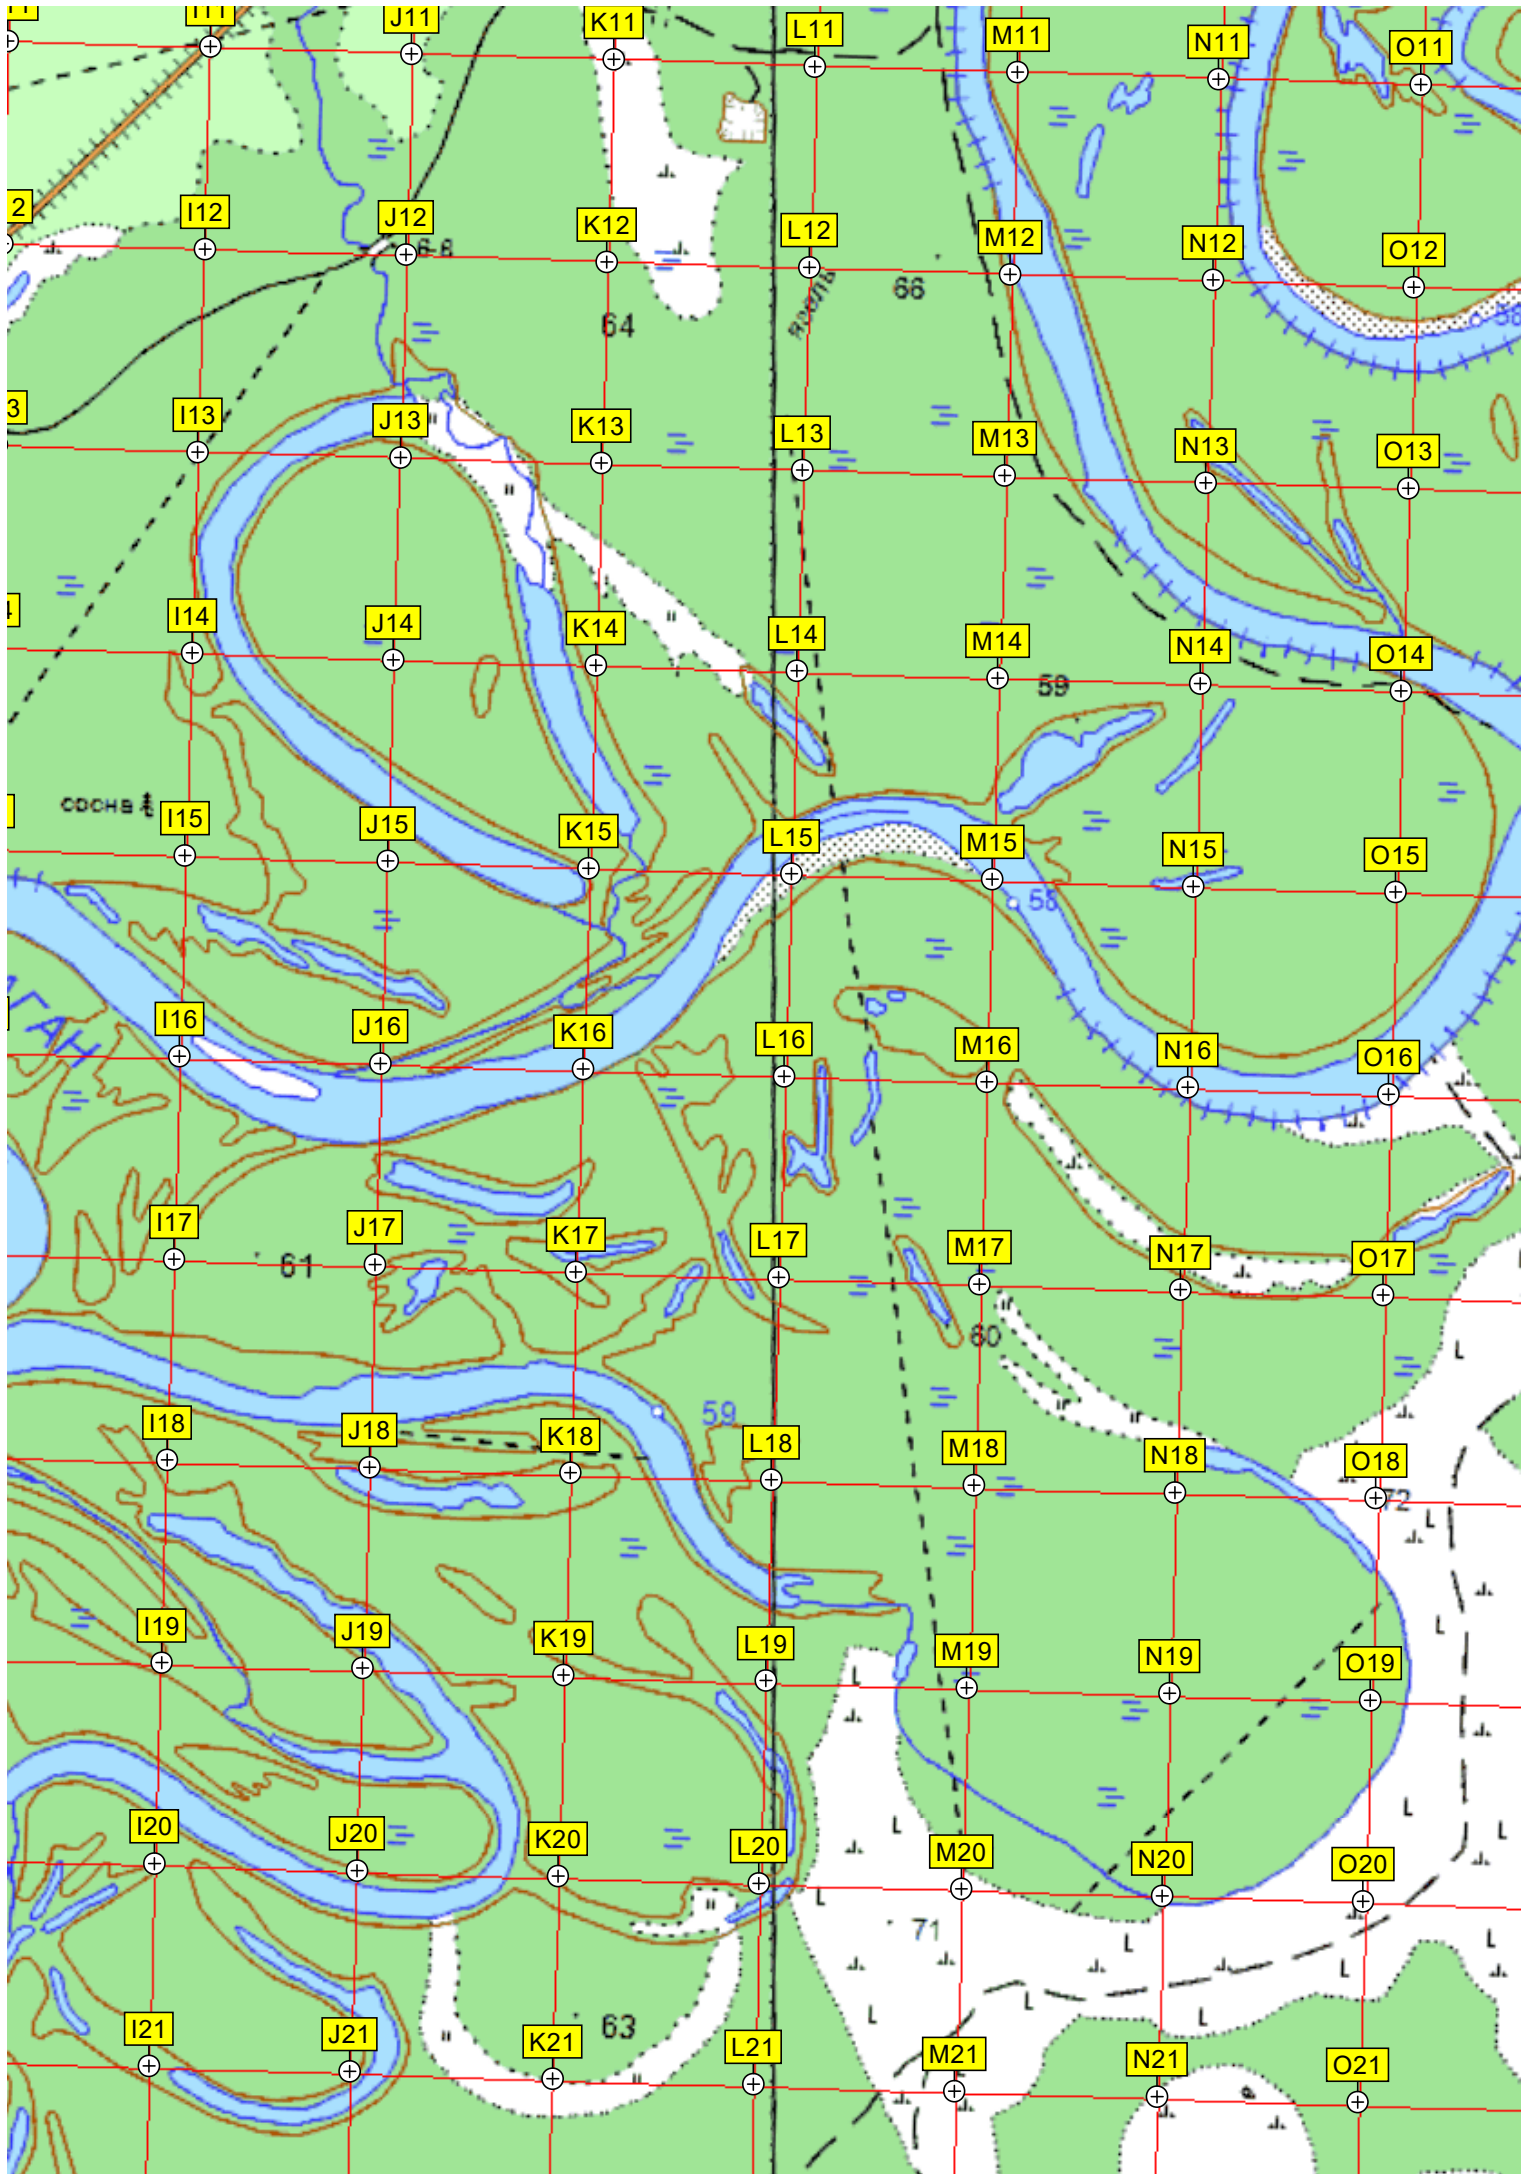 I11 J11 K11 L11 M11 N11 O11
2 I12 J12 K12 L12 M12 N12 O12
66
64
58
3 I13 J13 K13 L13 M13 N13 O13
I14 J14 K14 L14 M14 N14 O14
59
сосна
I15 J15 K15 L15 M15 N15 O15
58
ГАН
I16 J16 K16 L16 M16 N16 O16
I17 J17 K17 L17 M17 N17 O17
61
60
59
I18 J18 K18 L18 M18 N18 O18
72
I19 J19 K19 L19 M19 N19 O19
I20 J20 K20 L20 M20 N20 O20
71
63
I21 J21 K21 L21 M21 N21 O21